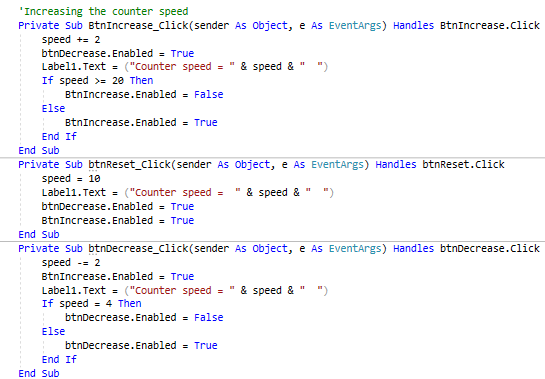 'Increasing the counter speed
Private Sub BtnIncrease_Click(sender As Object, e As EventArgs) Handles BtnIncrease.Click
speed += 2
btnDecrease.Enabled = True
Label1.Text = ("Counter speed = " & speed & "  ")
If speed >= 20 Then
BtnIncrease.Enabled = False
Else
BtnIncrease.Enabled = True
End If
End Sub
Private Sub btnReset_Click(sender As Object, e As EventArgs) Handles btnReset.Click
speed = 10
Label1.Text = ("Counter speed =  " & speed & "  ")
btnDecrease.Enabled = True
BtnIncrease.Enabled = True
End Sub
Private Sub btnDecrease_Click(sender As Object, e As EventArgs) Handles btnDecrease.Click
speed -= 2
BtnIncrease.Enabled = True
Label1.Text = ("Counter speed = " & speed & "  ")
If speed = 4 Then
btnDecrease.Enabled = False
Else
btnDecrease.Enabled = True
End If
End Sub